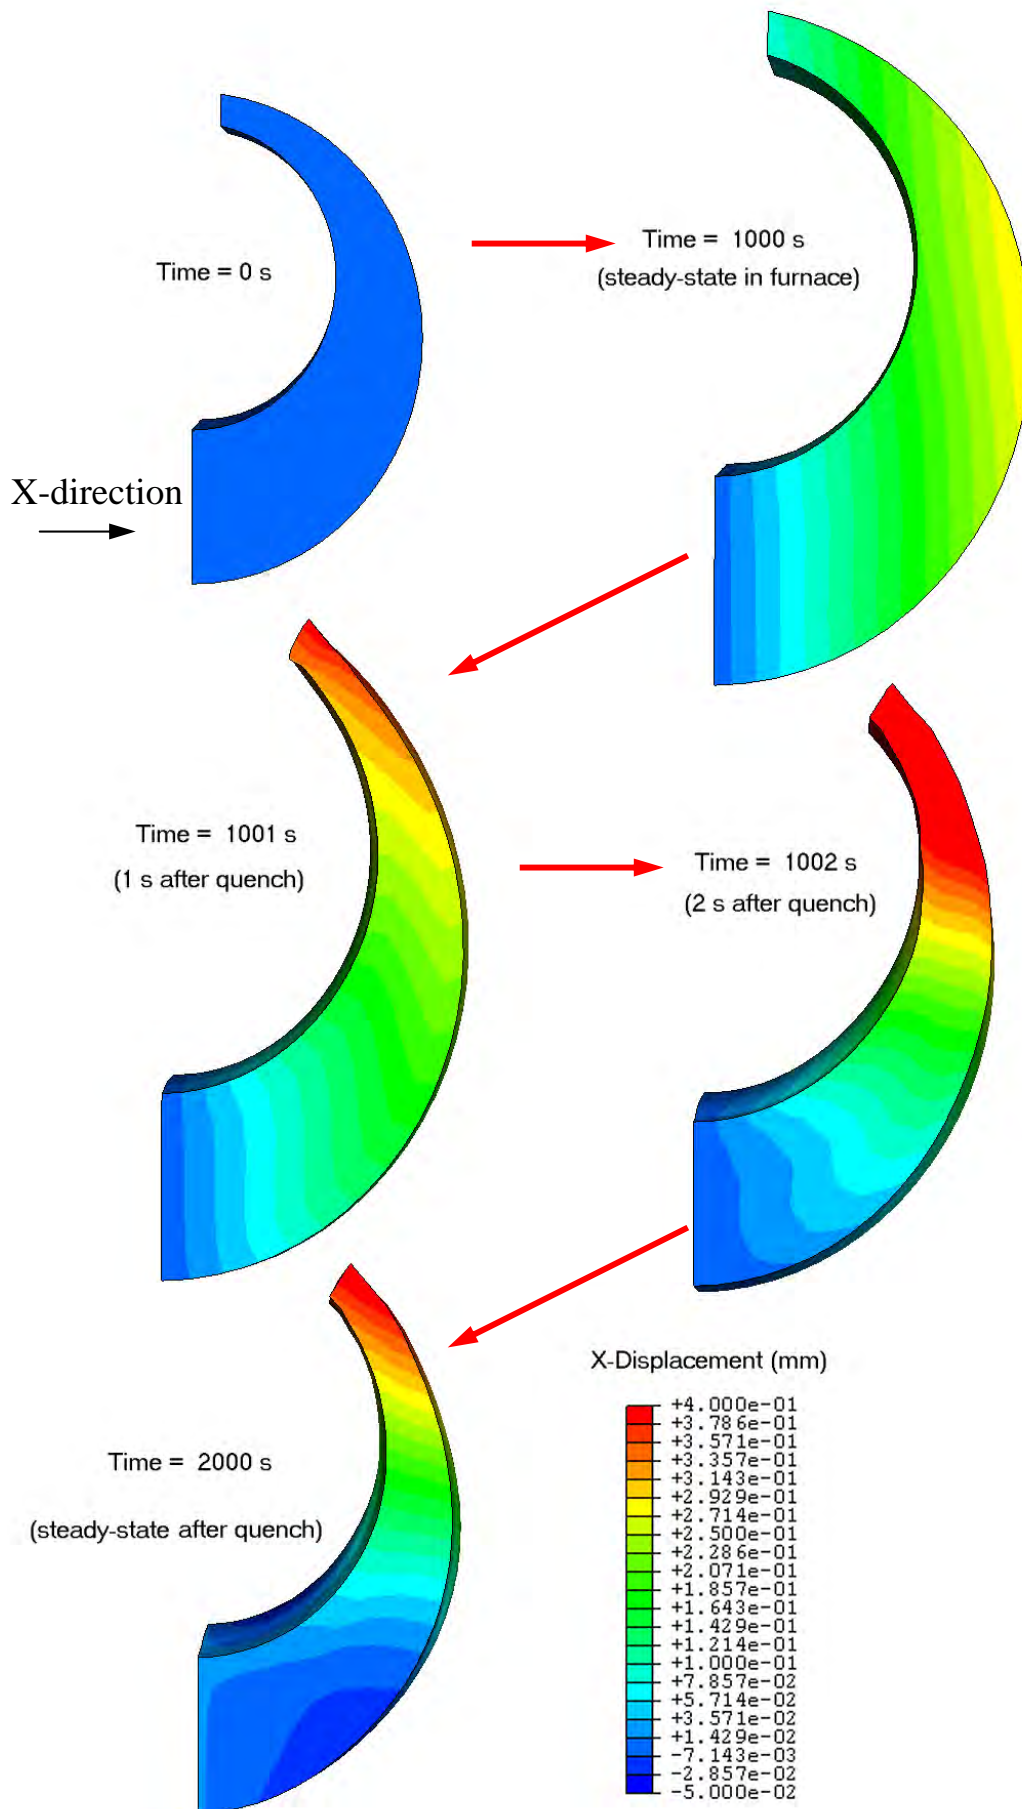 Time = 0 s
Time = 1000 s
(steady-state in furnace)
X-direction
Time = 1001 s
(1 s after quench)
Time = 1002 s
(2 s after quench)
X-Displacement (mm)
+4.000e-01
+3.786e-01
+3.571e-01
+3.357e-01
+3.143e-01
+2.929e-01
+2.714e-01
+2.500e-01
+2.286e-01
+2.071e-01
+1.857e-01
+1.643e-01
+1.429e-01
+1.214e-01
+1.000e-01
+7.857e-02
+5.714e-02
+3.571e-02
+1.429e-02
-7.143e-03
-2.857e-02
-5.000e-02
Time = 2000 s
(steady-state after quench)